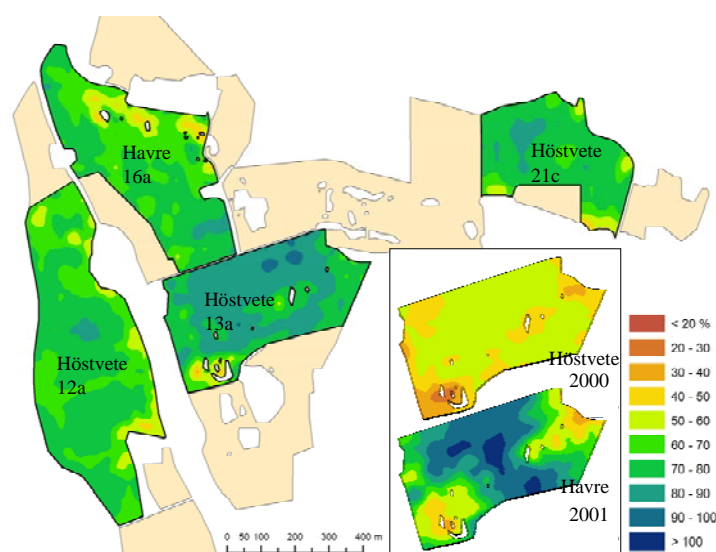 Havre
16a
Höstvete
21c
Höstvete
13a
Höstvete
12a
Höstvete
2000
Havre
2001
< 20 %
20 - 30
30 - 40
40 - 50
50 - 60
60 - 70
70 - 80
80 - 90
90 - 100
> 100
0 50 100 200 300 400 m